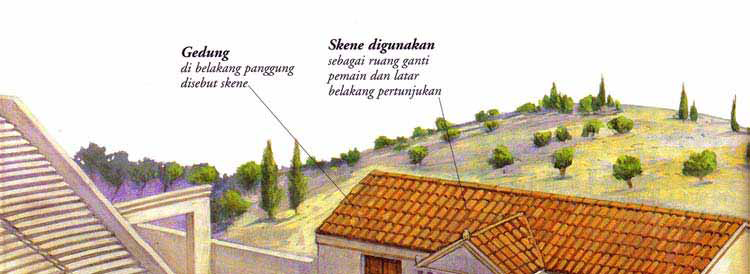 Gedung
di belakang panggung
disebut skene
Skene digunakan
sebagai ruang ganti
pemain dan latar
belakang pertunjukan